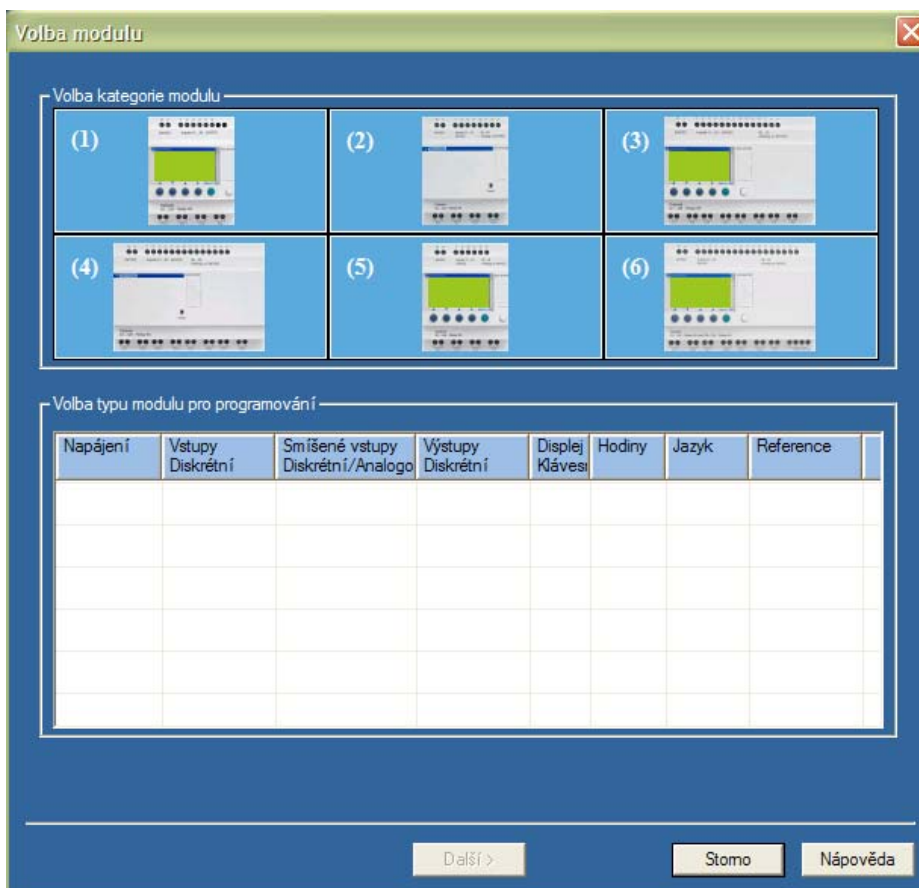 Volba modulu
Volba kategorie modulu
(1)
(2)
(3)
(4)
(5)
(6)
Volba typu modulu pro programování
Napájení
Vstupy
Diskrétní
Smíšené vstupy
Diskrétní/Analogo
Výstupy
Diskrétní
Displej
Klávesn
Hodiny
Jazyk
Reference
Další >
Storno
Nápověda